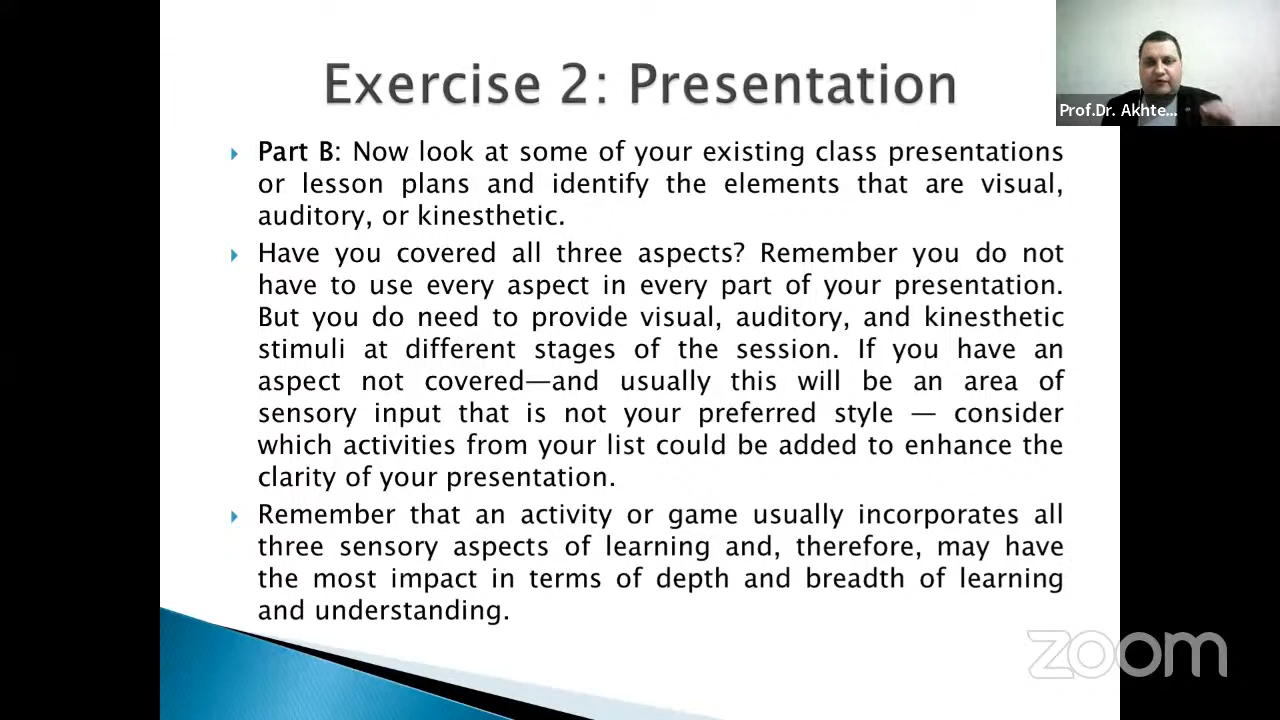 Exercise 2: Presentation
Prof.Dr. Akhte...
Part B: Now look at some of your existing class presentations
or lesson plans and identify the elements that are visual,
auditory, or kinesthetic.
Have you covered all three aspects? Remember you do not
have to use every aspect in every part of your presentation.
But you do need to provide visual, auditory, and kinesthetic
stimuli at different stages of the session. If you have an
aspect not covered—and usually this will be an area of
sensory input that is not your preferred style — consider
which activities from your list could be added to enhance the
clarity of your presentation.
Remember that an activity or game usually incorporates all
three sensory aspects of learning and, therefore, may have
the most impact in terms of depth and breadth of learning
and understanding.
zoom